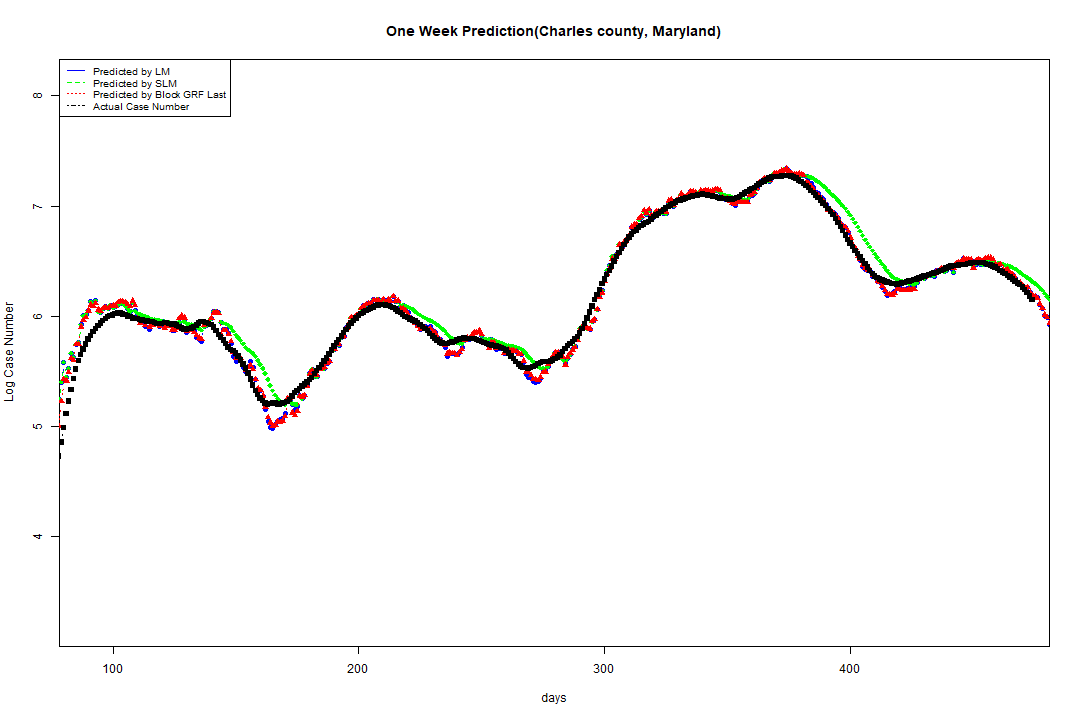 One Week Prediction(Charles county, Maryland)
Predicted by LM
Predicted by SLM
Predicted by Block GRF Last
Actual Case Number
8
7
6
5
4
Log Case Number
100 200 300 400
days